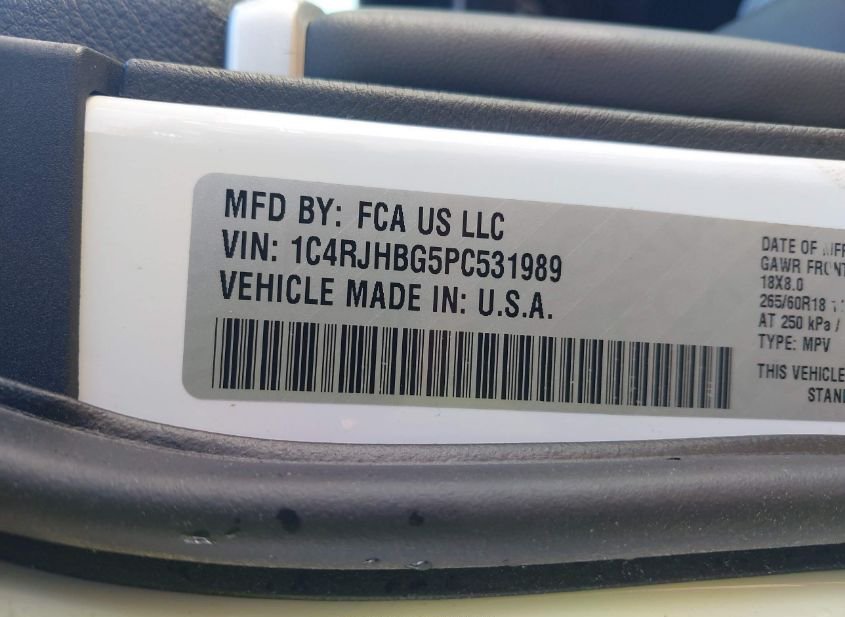 MFD BY: FCA US LLC
VIN: 1C4RJHBG5PC531989
VEHICLE MADE IN: U.S.A.
DATE OF
GAWR FRONT
18X8.0
265/60R18
AT 250 kPa /
TYPE: MPV
THIS VEHICLE